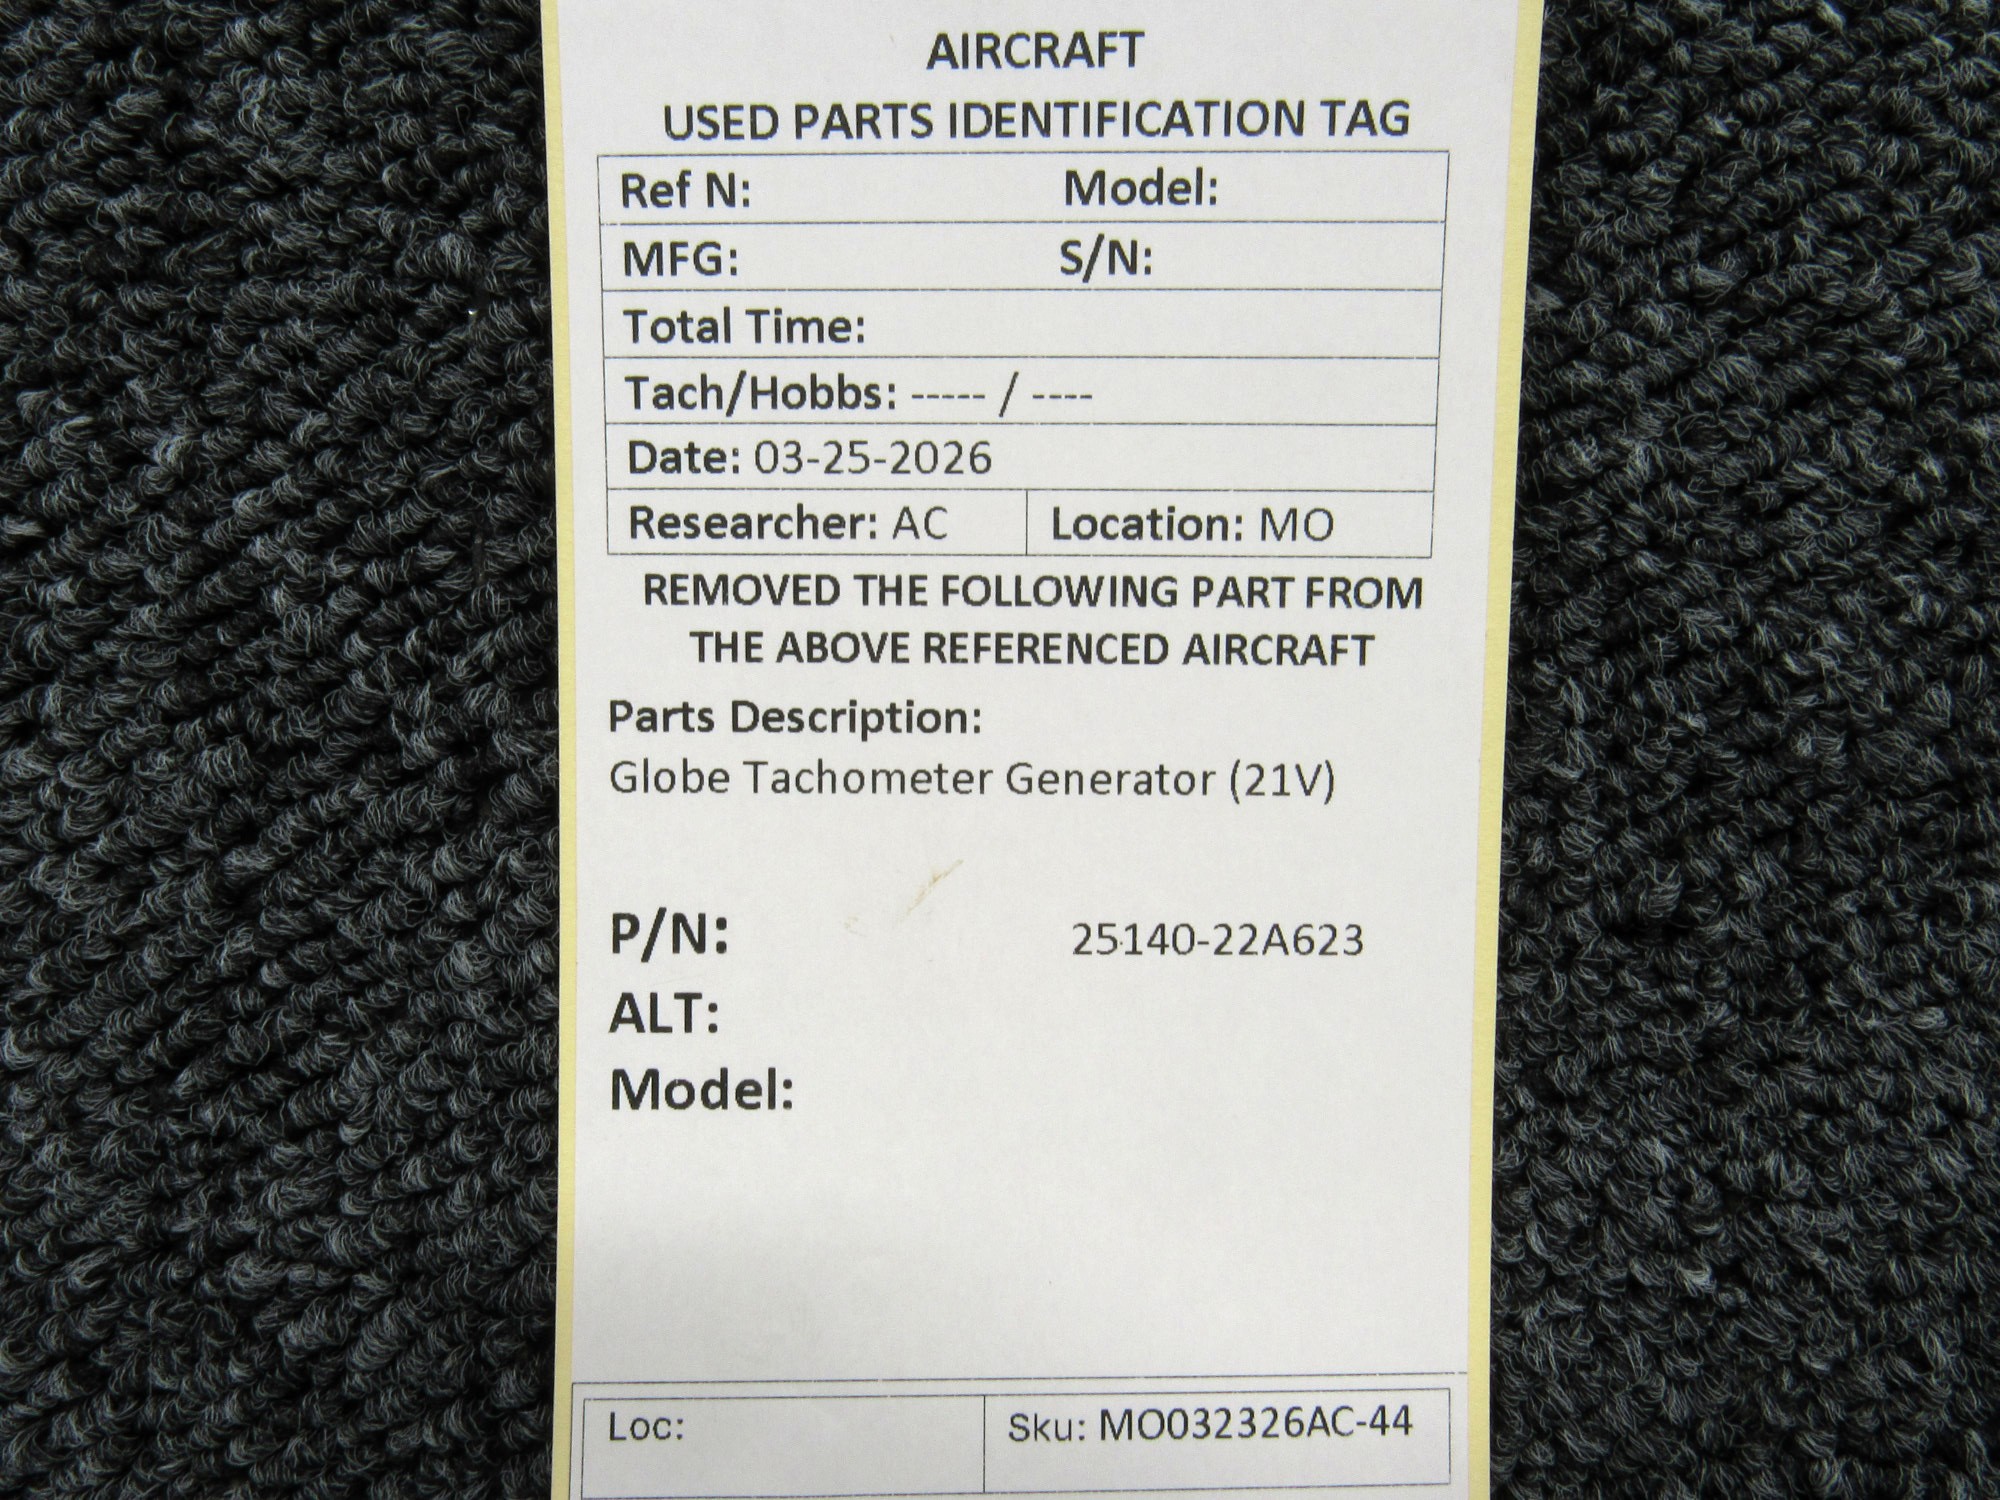 AIRCRAFT
USED PARTS IDENTIFICATION TAG
Ref N: Model:
MFG: S/N:
Total Time:
Tach/Hobbs: ----- / ----
Date: 03-25-2026
Researcher: AC Location: MO
REMOVED THE FOLLOWING PART FROM
THE ABOVE REFERENCED AIRCRAFT
Parts Description:
Globe Tachometer Generator (21V)
P/N: 25140-22A623
ALT:
Model:
Loc: Sku: MO032326AC-44